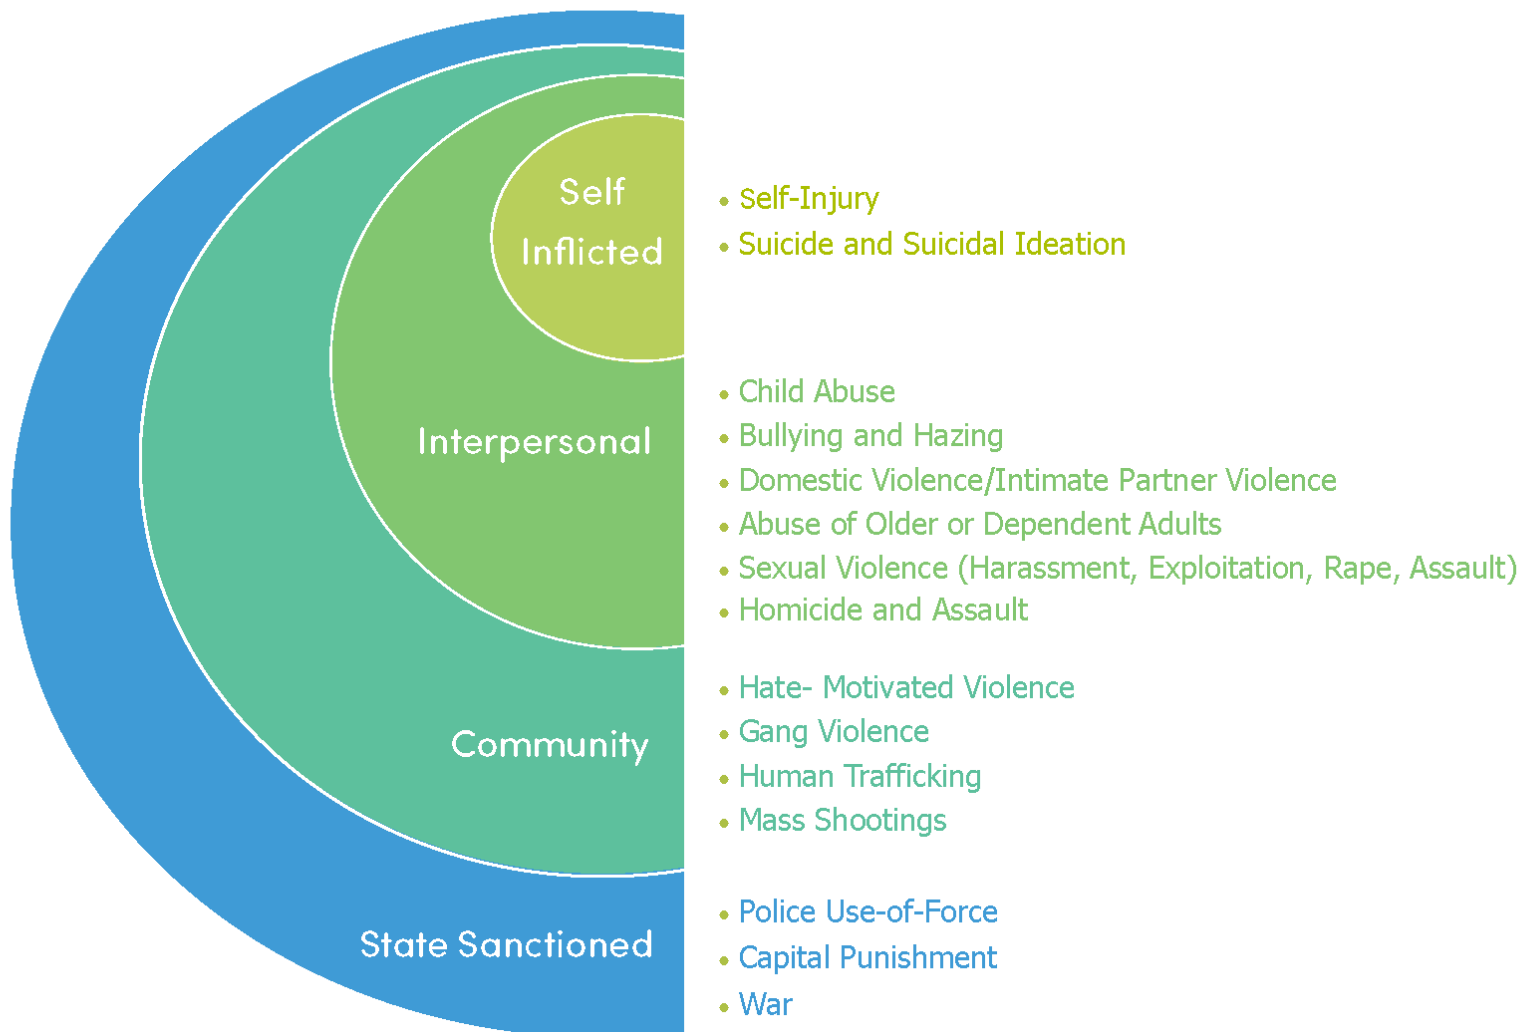 Self
Inflicted
• Self-Injury
• Suicide and Suicidal Ideation
Interpersonal
• Child Abuse
• Bullying and Hazing
• Domestic Violence/Intimate Partner Violence
• Abuse of Older or Dependent Adults
• Sexual Violence (Harassment, Exploitation, Rape, Assault)
• Homicide and Assault
Community
• Hate- Motivated Violence
• Gang Violence
• Human Trafficking
• Mass Shootings
State Sanctioned
• Police Use-of-Force
• Capital Punishment
• War